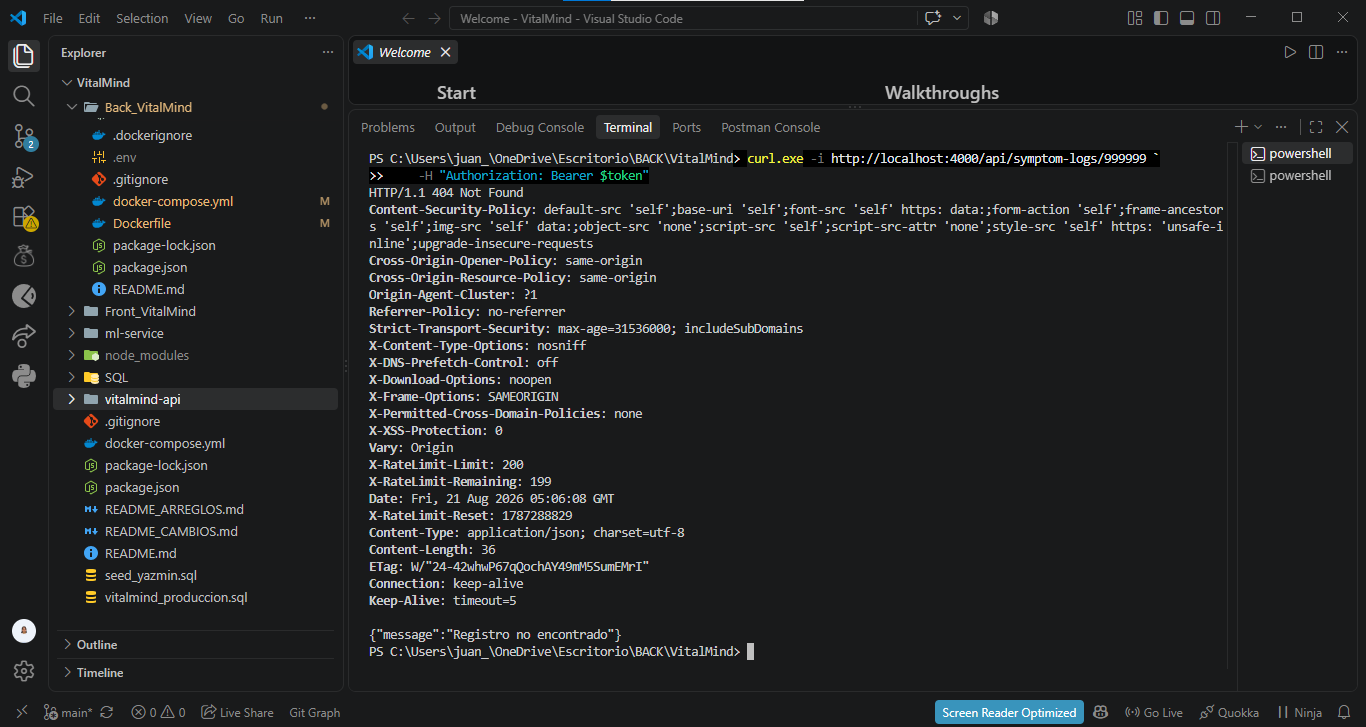 File Edit Selection View Go Run ···
Welcome - VitalMind - Visual Studio Code
Explorer
VitalMind
Back_VitalMind
.dockerignore
.env
.gitignore
docker-compose.yml M
Dockerfile M
package-lock.json
package.json
README.md
Front_VitalMind
ml-service
node_modules
SQL
vitalmind-api
.gitignore
docker-compose.yml
package-lock.json
package.json
README_ARREGLOS.md
README_CAMBIOS.md
README.md
seed_yazmin.sql
vitalmind_produccion.sql
Outline
Timeline
2
Welcome
Start Walkthroughs
Problems Output Debug Console Terminal Ports Postman Console
PS C:\Users\juan_\OneDrive\Escritorio\BACK\VitalMind> curl.exe -i http://localhost:4000/api/symptom-logs/999999 `
>>     -H "Authorization: Bearer $token"
HTTP/1.1 404 Not Found
Content-Security-Policy: default-src 'self';base-uri 'self';font-src 'self' https: data:;form-action 'self';frame-ancestor
s 'self';img-src 'self' data:;object-src 'none';script-src 'self';script-src-attr 'none';style-src 'self' https: 'unsafe-i
nline';upgrade-insecure-requests
Cross-Origin-Opener-Policy: same-origin
Cross-Origin-Resource-Policy: same-origin
Origin-Agent-Cluster: ?1
Referrer-Policy: no-referrer
Strict-Transport-Security: max-age=31536000; includeSubDomains
X-Content-Type-Options: nosniff
X-DNS-Prefetch-Control: off
X-Download-Options: noopen
X-Frame-Options: SAMEORIGIN
X-Permitted-Cross-Domain-Policies: none
X-XSS-Protection: 0
Vary: Origin
X-RateLimit-Limit: 200
X-RateLimit-Remaining: 199
Date: Fri, 21 Aug 2026 05:06:08 GMT
X-RateLimit-Reset: 1787288829
Content-Type: application/json; charset=utf-8
Content-Length: 36
ETag: W/"24-42whwP67qQochAY49mM5SumEMrI"
Connection: keep-alive
Keep-Alive: timeout=5
{"message":"Registro no encontrado"}
PS C:\Users\juan_\OneDrive\Escritorio\BACK\VitalMind>
powershell
powershell
main* 0 0 Live Share Git Graph Screen Reader Optimized Go Live Quokka Ninja